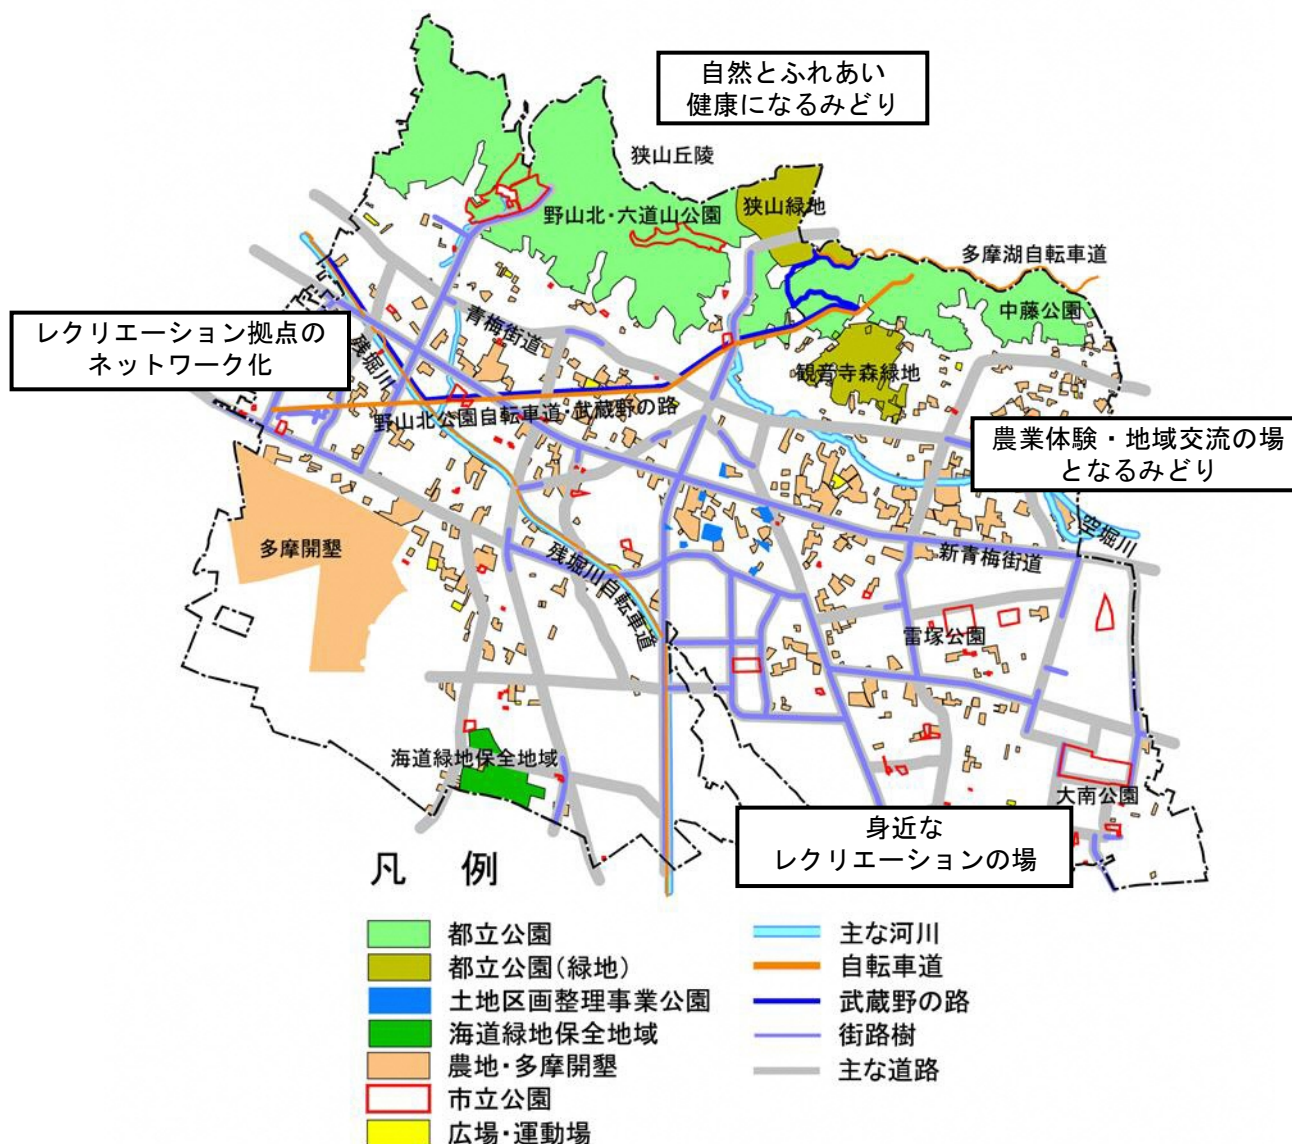 自然とふれあい
健康になるみどり
狭山丘陵
狭山緑地
野山北・六道山公園
多摩湖自転車道
中藤公園
レクリエーション拠点の
ネットワーク化
青梅街道
残堀川
観音寺森緑地
野山北公園自転車道・武蔵野の路
農業体験・地域交流の場
となるみどり
空堀川
新青梅街道
多摩開墾
残堀川自転車道
雷塚公園
海道緑地保全地域
大南公園
身近な
レクリエーションの場
凡 例
都立公園
都立公園(緑地)
土地区画整理事業公園
海道緑地保全地域
農地・多摩開墾
市立公園
広場・運動場
主な河川
自転車道
武蔵野の路
街路樹
主な道路